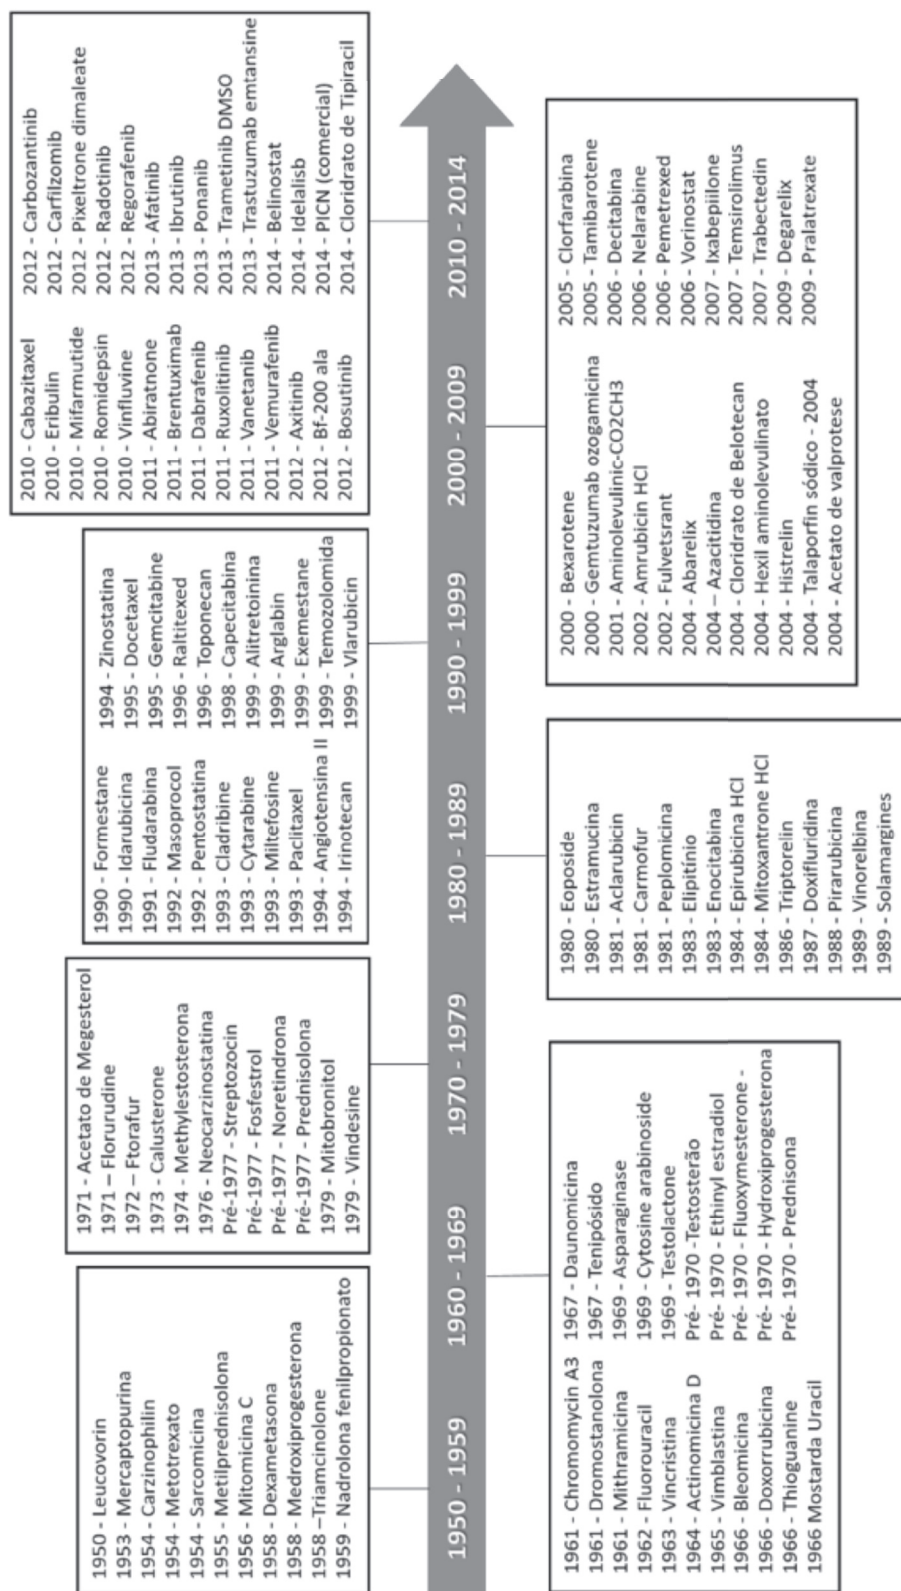 1950 - Leucovorin
1953 - Mercaptopurina
1954 - Carzinophilin
1954 - Metotrexato
1954 - Sarcomicina
1955 - Metilprednisolona
1956 - Mitomicina C
1958 - Dexametasona
1958 - Medroxiprogesterona
1958 –Triamcinolone
1959 - Nadrolona fenilpropionato
1971 - Acetato de Megesterol
1971 – Florurudine
1972 – Ftorafur
1973 - Calusterone
1974 - Methylestosterona
1976 - Neocarzinostatina
Pré-1977 - Streptozocin
Pré-1977 - Fosfestrol
Pré-1977 - Noretindrona
Pré-1977 - Prednisolona
1979 - Mitobronitol
1979 - Vindesine
1990 - Formestane
1990 - Idarubicina
1991 - Fludarabina
1992 - Masoprocol
1992 - Pentostatina
1993 - Cladribine
1993 - Cytarabine
1993 - Miltefosine
1993 - Paclitaxel
1994 - Angiotensina II
1994 - Irinotecan
1994 - Zinostatina
1995 - Docetaxel
1995 - Gemcitabine
1996 - Raltitexed
1996 - Toponecan
1998 - Capecitabina
1999 - Alitretoinina
1999 - Arglabin
1999 - Exemestane
1999 - Temozolomida
1999 - Vlarubicin
2010 - Cabazitaxel
2010 - Eribulin
2010 - Mifarmutide
2010 - Romidepsin
2010 - Vinfluvine
2011 - Abiratnone
2011 - Brentuximab
2011 - Dabrafenib
2011 - Ruxolitinib
2011 - Vanetanib
2011 - Vemurafenib
2012 - Axitinib
2012 - Bf-200 ala
2012 - Bosutinib
2012 - Carbozantinib
2012 - Carfilzomib
2012 - Pixeltrone dimaleate
2012 - Radotinib
2012 - Regorafenib
2013 - Afatinib
2013 - Ibrutinib
2013 - Ponanib
2013 - Trametinib DMSO
2013 - Trastuzumab emtansine
2014 - Belinostat
2014 - Idelalisb
2014 - PICN (comercial)
2014 - Cloridrato de Tipiracil
1950 - 1959
1960 - 1969
1970 - 1979
1980 - 1989
1990 - 1999
2000 - 2009
2010 - 2014
1961 - Chromomycin A3
1961 - Dromostanolona
1961 - Mithramicina
1962 - Fluorouracil
1963 - Vincristina
1964 - Actinomicina D
1965 - Vimblastina
1966 - Bleomicina
1966 - Doxorrubicina
1966 - Thioguanine
1966 Mostarda Uracil
1967 - Daunomicina
1967 - Tenipósido
1969 - Asparaginase
1969 - Cytosine arabinoside
1969 - Testolactone
Pré- 1970 -Testosterão
Pré- 1970 - Ethinyl estradiol
Pré- 1970 - Fluoxymesterone -
Pré- 1970 - Hydroxiprogesterona
Pré- 1970 - Prednisona
1980 - Eoposide
1980 - Estramucina
1981 - Aclarubicin
1981 - Carmofur
1981 - Peplomicina
1983 - Elipitínio
1983 - Enocitabina
1984 - Epirubicina HCl
1984 - Mitoxantrone HCl
1986 - Triptorelin
1987 - Doxifluridina
1988 - Pirarubicina
1989 - Vinorelbina
1989 - Solamargines
2000 - Bexarotene
2000 - Gemtuzumab ozogamicina
2001 - Aminolevulinic-CO2CH3
2002 - Amrubicin HCl
2002 - Fulvetsrant
2004 - Abarelix
2004 – Azacitidina
2004 - Cloridrato de Belotecan
2004 - Hexil aminolevulinato
2004 - Histrelin
2004 - Talaporfin sódico - 2004
2004 - Acetato de valprotese
2005 - Clorfarabina
2005 - Tamibarotene
2006 - Decitabina
2006 - Nelarabine
2006 - Pemetrexed
2006 - Vorinostat
2007 - Ixabepiilone
2007 - Temsirolimus
2007 - Trabectedin
2009 - Degarelix
2009 - Pralatrexate